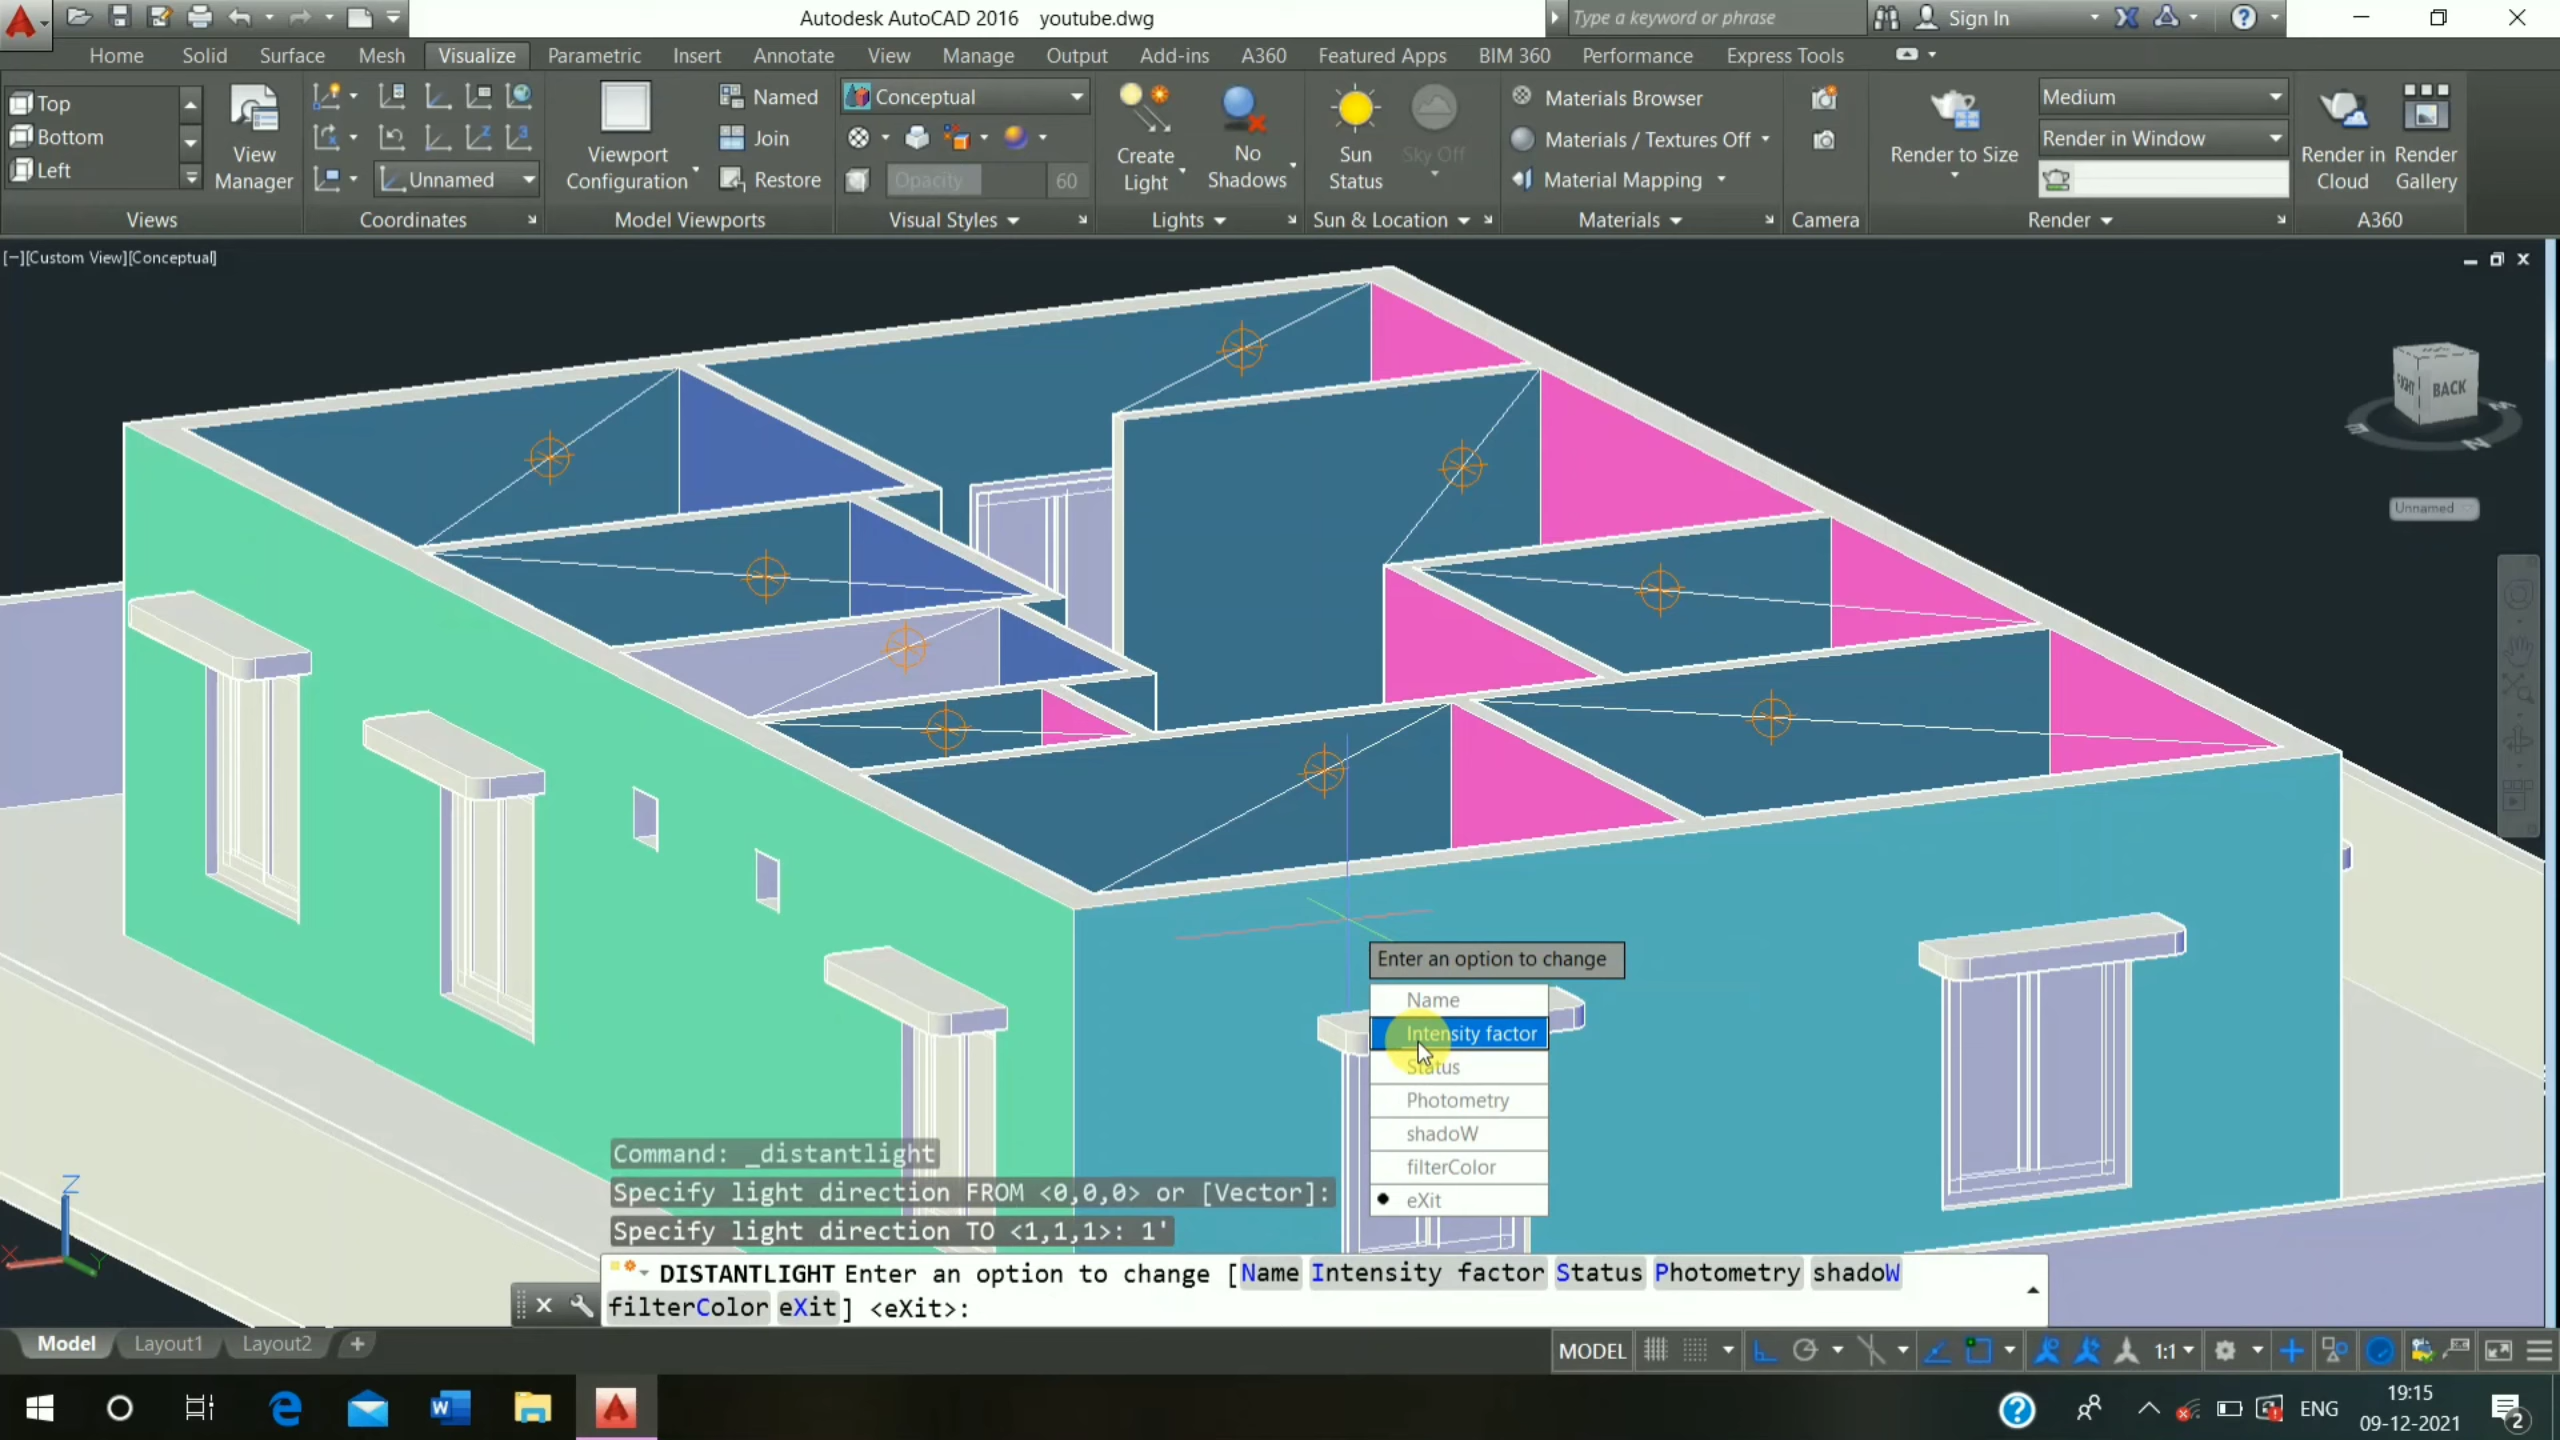 Autodesk AutoCAD 2016 youtube.dwg
Type a keyword or phrase
Sign In
Home Solid Surface Mesh Visualize Parametric Insert Annotate View Manage Output Add-ins A360 Featured Apps BIM 360 Performance Express Tools
Top
Bottom
Left
View
Manager
Views
Unnamed
Coordinates
Viewport
Configuration
Named
Join
Restore
Model Viewports
Conceptual
Opacity 60
Visual Styles
Create
Light
No
Shadows
Lights
Sun
Status
Sky Off
Sun & Location
Materials Browser
Materials / Textures Off
Material Mapping
Materials
Camera
Render to Size
Medium
Render in Window
Render
Render in
Cloud
Render
Gallery
A360
[−][Custom View][Conceptual]
BACK
E
N
Unnamed
Enter an option to change
Name
Intensity factor
Status
Photometry
shadoW
filterColor
eXit
Z
X
Y
Command: _distantlight
Specify light direction FROM <0,0,0> or [Vector]:
Specify light direction TO <1,1,1>: 1'
DISTANTLIGHT Enter an option to change [Name Intensity factor Status Photometry shadoW
filterColor eXit] <eXit>:
Model Layout1 Layout2 +
MODEL 1:1
ENG
19:15
09-12-2021
2